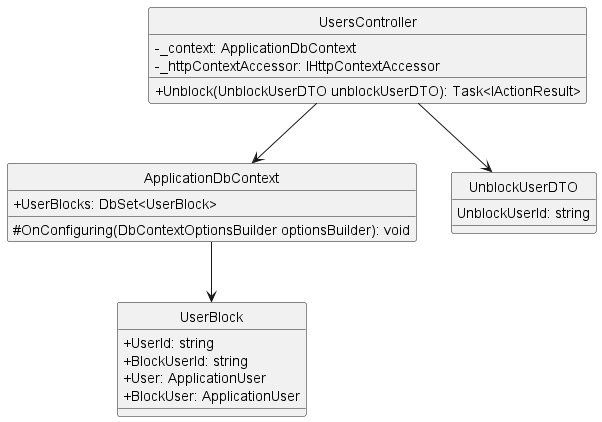 UsersController
-_context: ApplicationDbContext
-_httpContextAccessor: IHttpContextAccessor
+Unblock(UnblockUserDTO unblockUserDTO): Task<IActionResult>
ApplicationDbContext
+UserBlocks: DbSet<UserBlock>
#OnConfiguring(DbContextOptionsBuilder optionsBuilder): void
UnblockUserDTO
UnblockUserId: string
UserBlock
+UserId: string
+BlockUserId: string
+User: ApplicationUser
+BlockUser: ApplicationUser